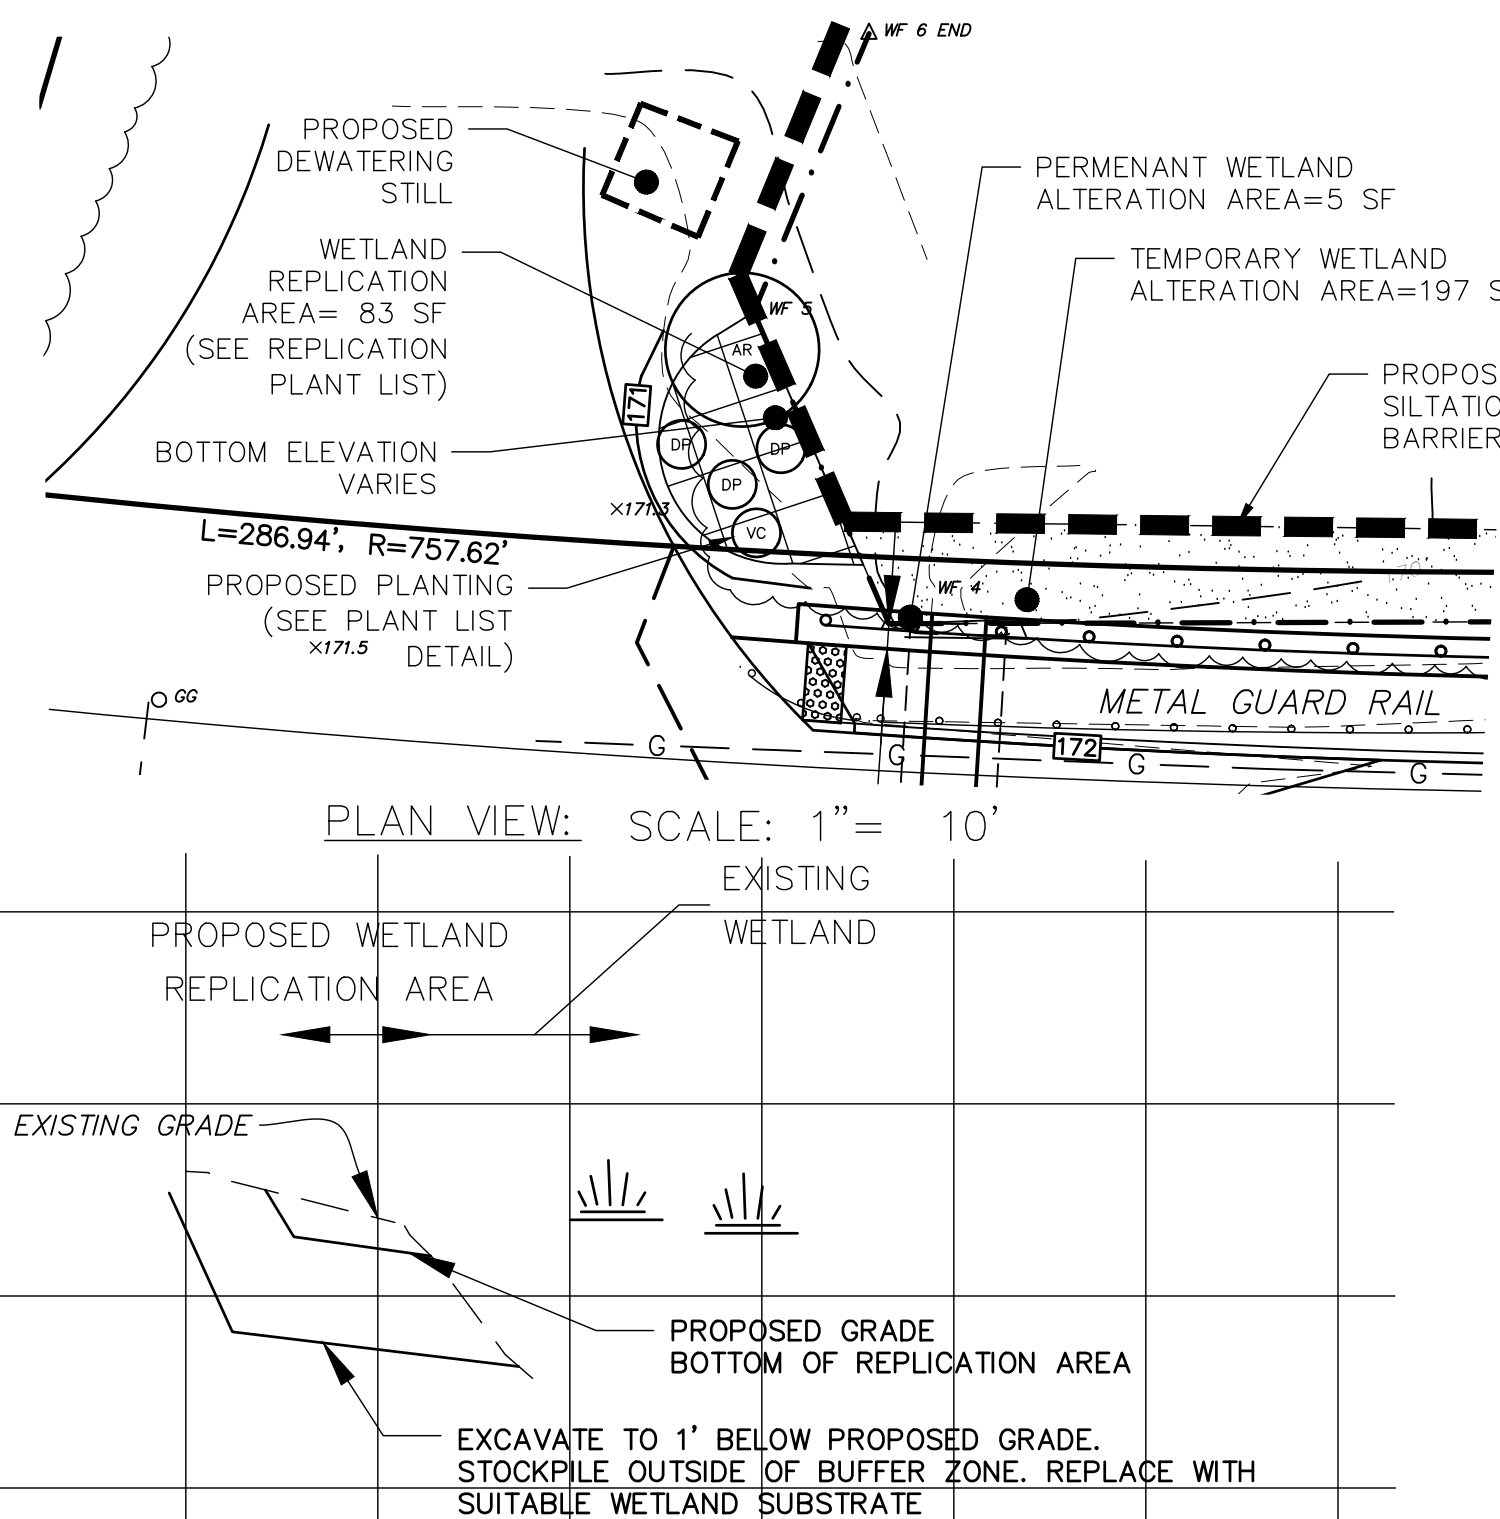 WF 6 END
PROPOSED
DEWATERING
STILL
PERMENANT WETLAND
ALTERATION AREA=5 SF
WETLAND
REPLICATION
AREA= 83 SF
(SEE REPLICATION
PLANT LIST)
TEMPORARY WETLAND
ALTERATION AREA=197 S
WF 5
AR
PROPOS
SILTATIO
BARRIER
171
BOTTOM ELEVATION
VARIES
DP
DP
DP
VC
×171.3
L=286.94', R=757.62'
170
PROPOSED PLANTING
(SEE PLANT LIST
DETAIL)
WF 4
×171.5
GG
METAL GUARD RAIL
G
G
172
G
G
PLAN VIEW: SCALE: 1"= 10'
EXISTING
WETLAND
PROPOSED WETLAND
REPLICATION AREA
EXISTING GRADE
PROPOSED GRADE
BOTTOM OF REPLICATION AREA
EXCAVATE TO 1' BELOW PROPOSED GRADE.
STOCKPILE OUTSIDE OF BUFFER ZONE. REPLACE WITH
SUITABLE WETLAND SUBSTRATE